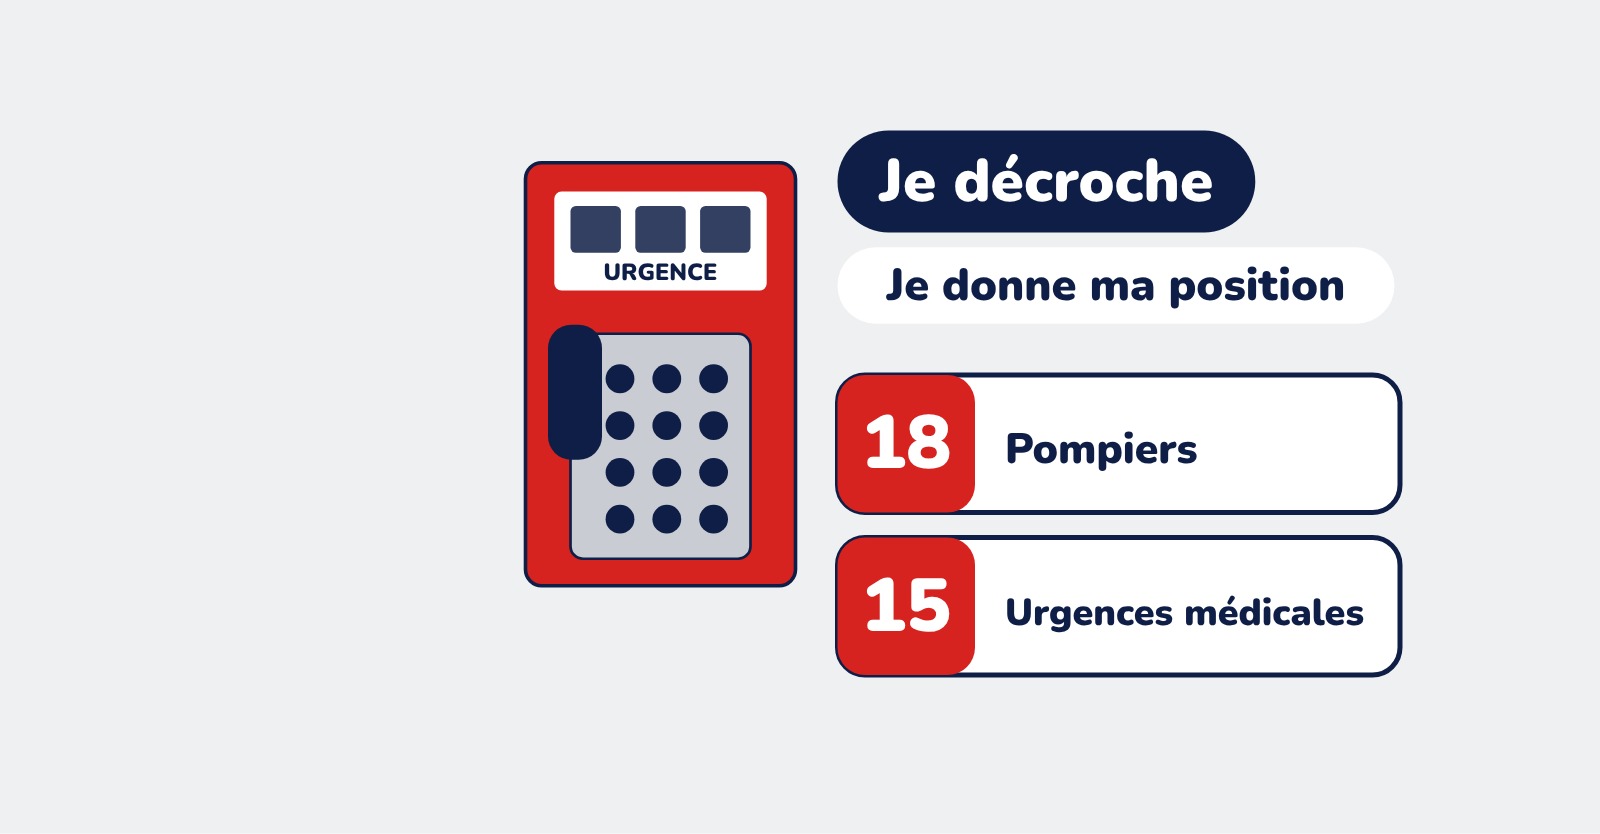 URGENCE
Je décroche
Je donne ma position
18 Pompiers
15 Urgences médicales